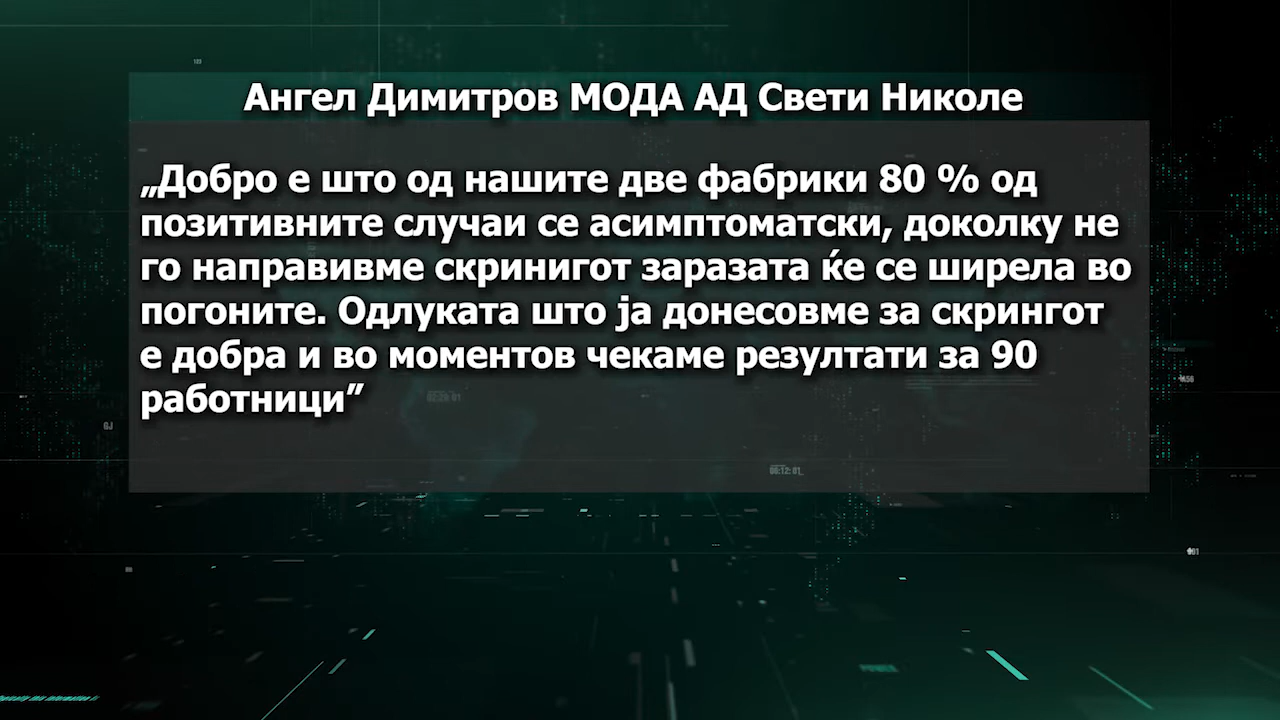 Ангел Димитров МОДА АД Свети Николе
„Добро е што од нашите две фабрики 80 % од
позитивните случаи се асимптоматски, доколку не
го направивме скринигот заразата ќе се ширела во
погоните. Одлуката што ја донесовме за скрингот
е добра и во моментов чекаме резултати за 90
работници”